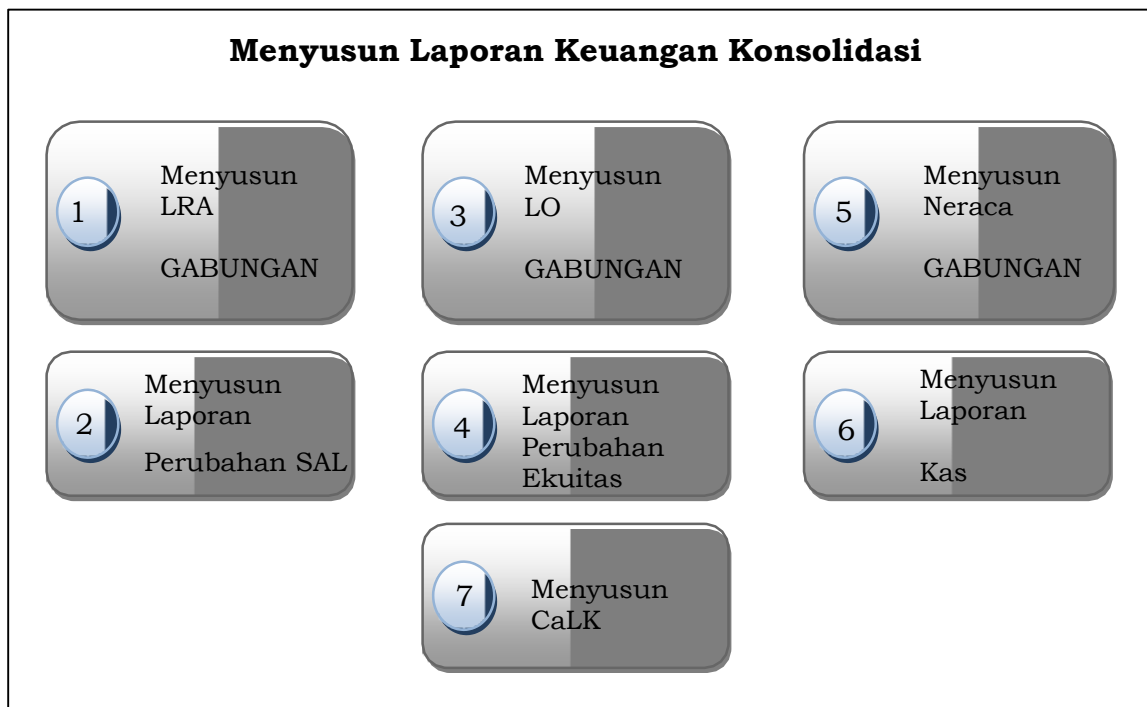 Menyusun Laporan Keuangan Konsolidasi
1
Menyusun
LRA
GABUNGAN
3
Menyusun
LO
GABUNGAN
5
Menyusun
Neraca
GABUNGAN
2
Menyusun
Laporan
Perubahan SAL
4
Menyusun
Laporan
Perubahan
Ekuitas
6
Menyusun
Laporan
Kas
7
Menyusun
CaLK